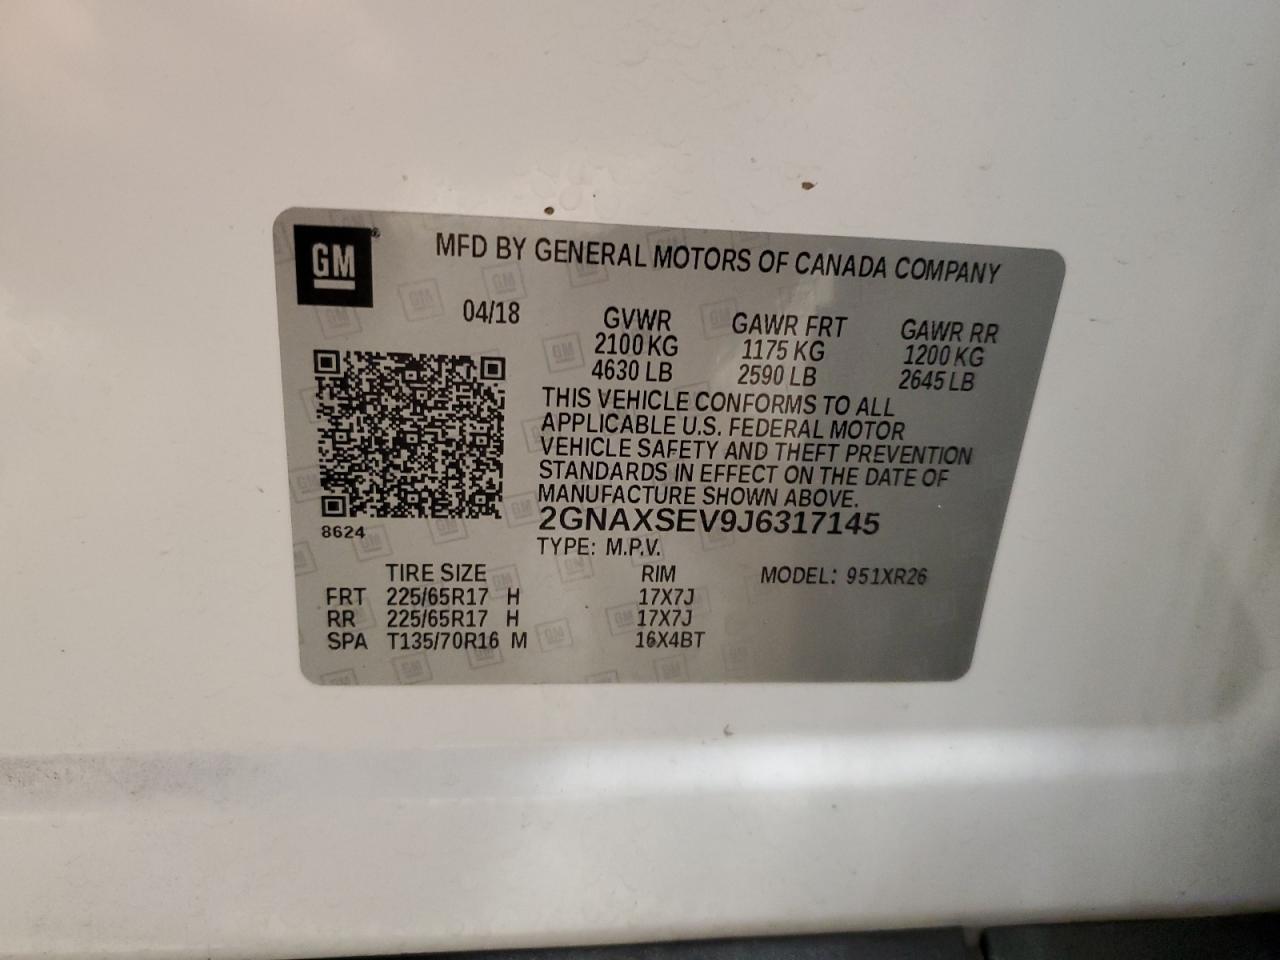 GM
MFD BY GENERAL MOTORS OF CANADA COMPANY
04/18
GVWR GAWR FRT GAWR RR
2100 KG 1175 KG 1200 KG
4630 LB 2590 LB 2645 LB
THIS VEHICLE CONFORMS TO ALL
APPLICABLE U.S. FEDERAL MOTOR
VEHICLE SAFETY AND THEFT PREVENTION
STANDARDS IN EFFECT ON THE DATE OF
MANUFACTURE SHOWN ABOVE.
2GNAXSEV9J6317145
8624
TYPE: M.P.V.
TIRE SIZE RIM MODEL: 951XR26
FRT 225/65R17 H 17X7J
RR 225/65R17 H 17X7J
SPA T135/70R16 M 16X4BT